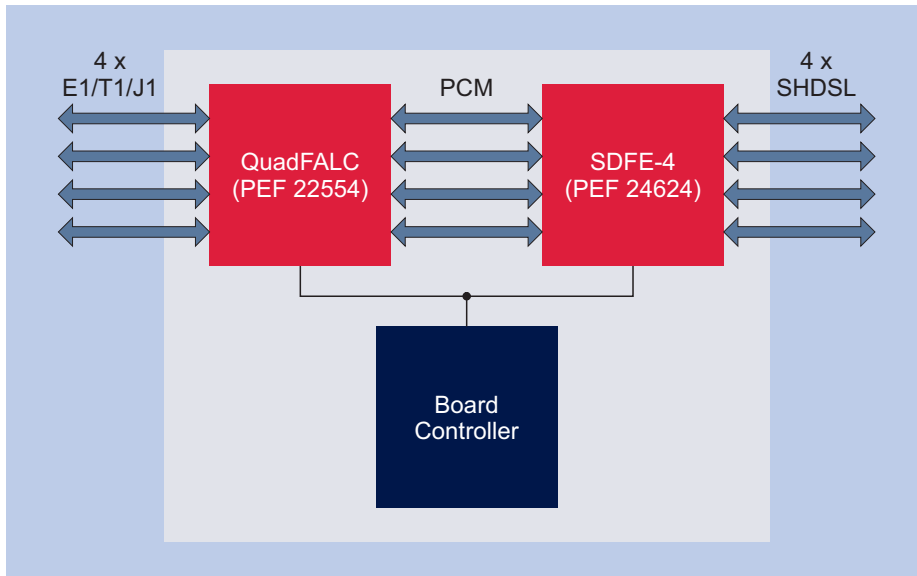 4 x
E1/T1/J1
PCM
4 x
SHDSL
QuadFALC
(PEF 22554)
SDFE-4
(PEF 24624)
Board
Controller